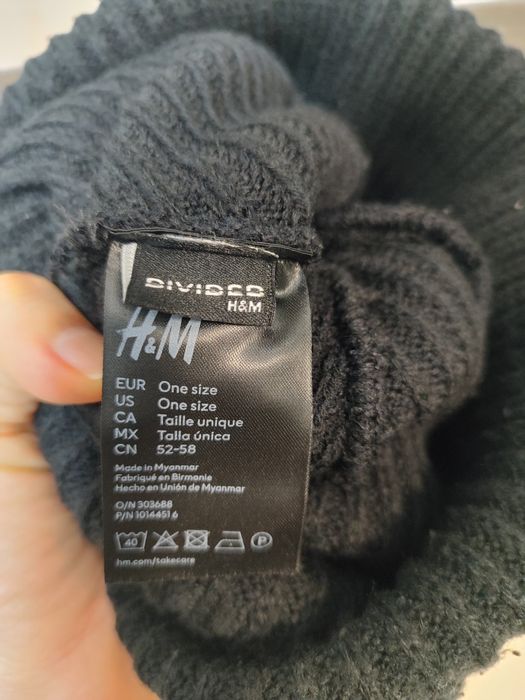 DIVIDED
H&M
H&M
EUR One size
US One size
CA Taille unique
MX Talla única
CN 52-58
Made in Myanmar
Fabriqué en Birmanie
Hecho en Unión de Myanmar
O/N 303688
P/N 1014451 6
40 P
hm.com/takecare